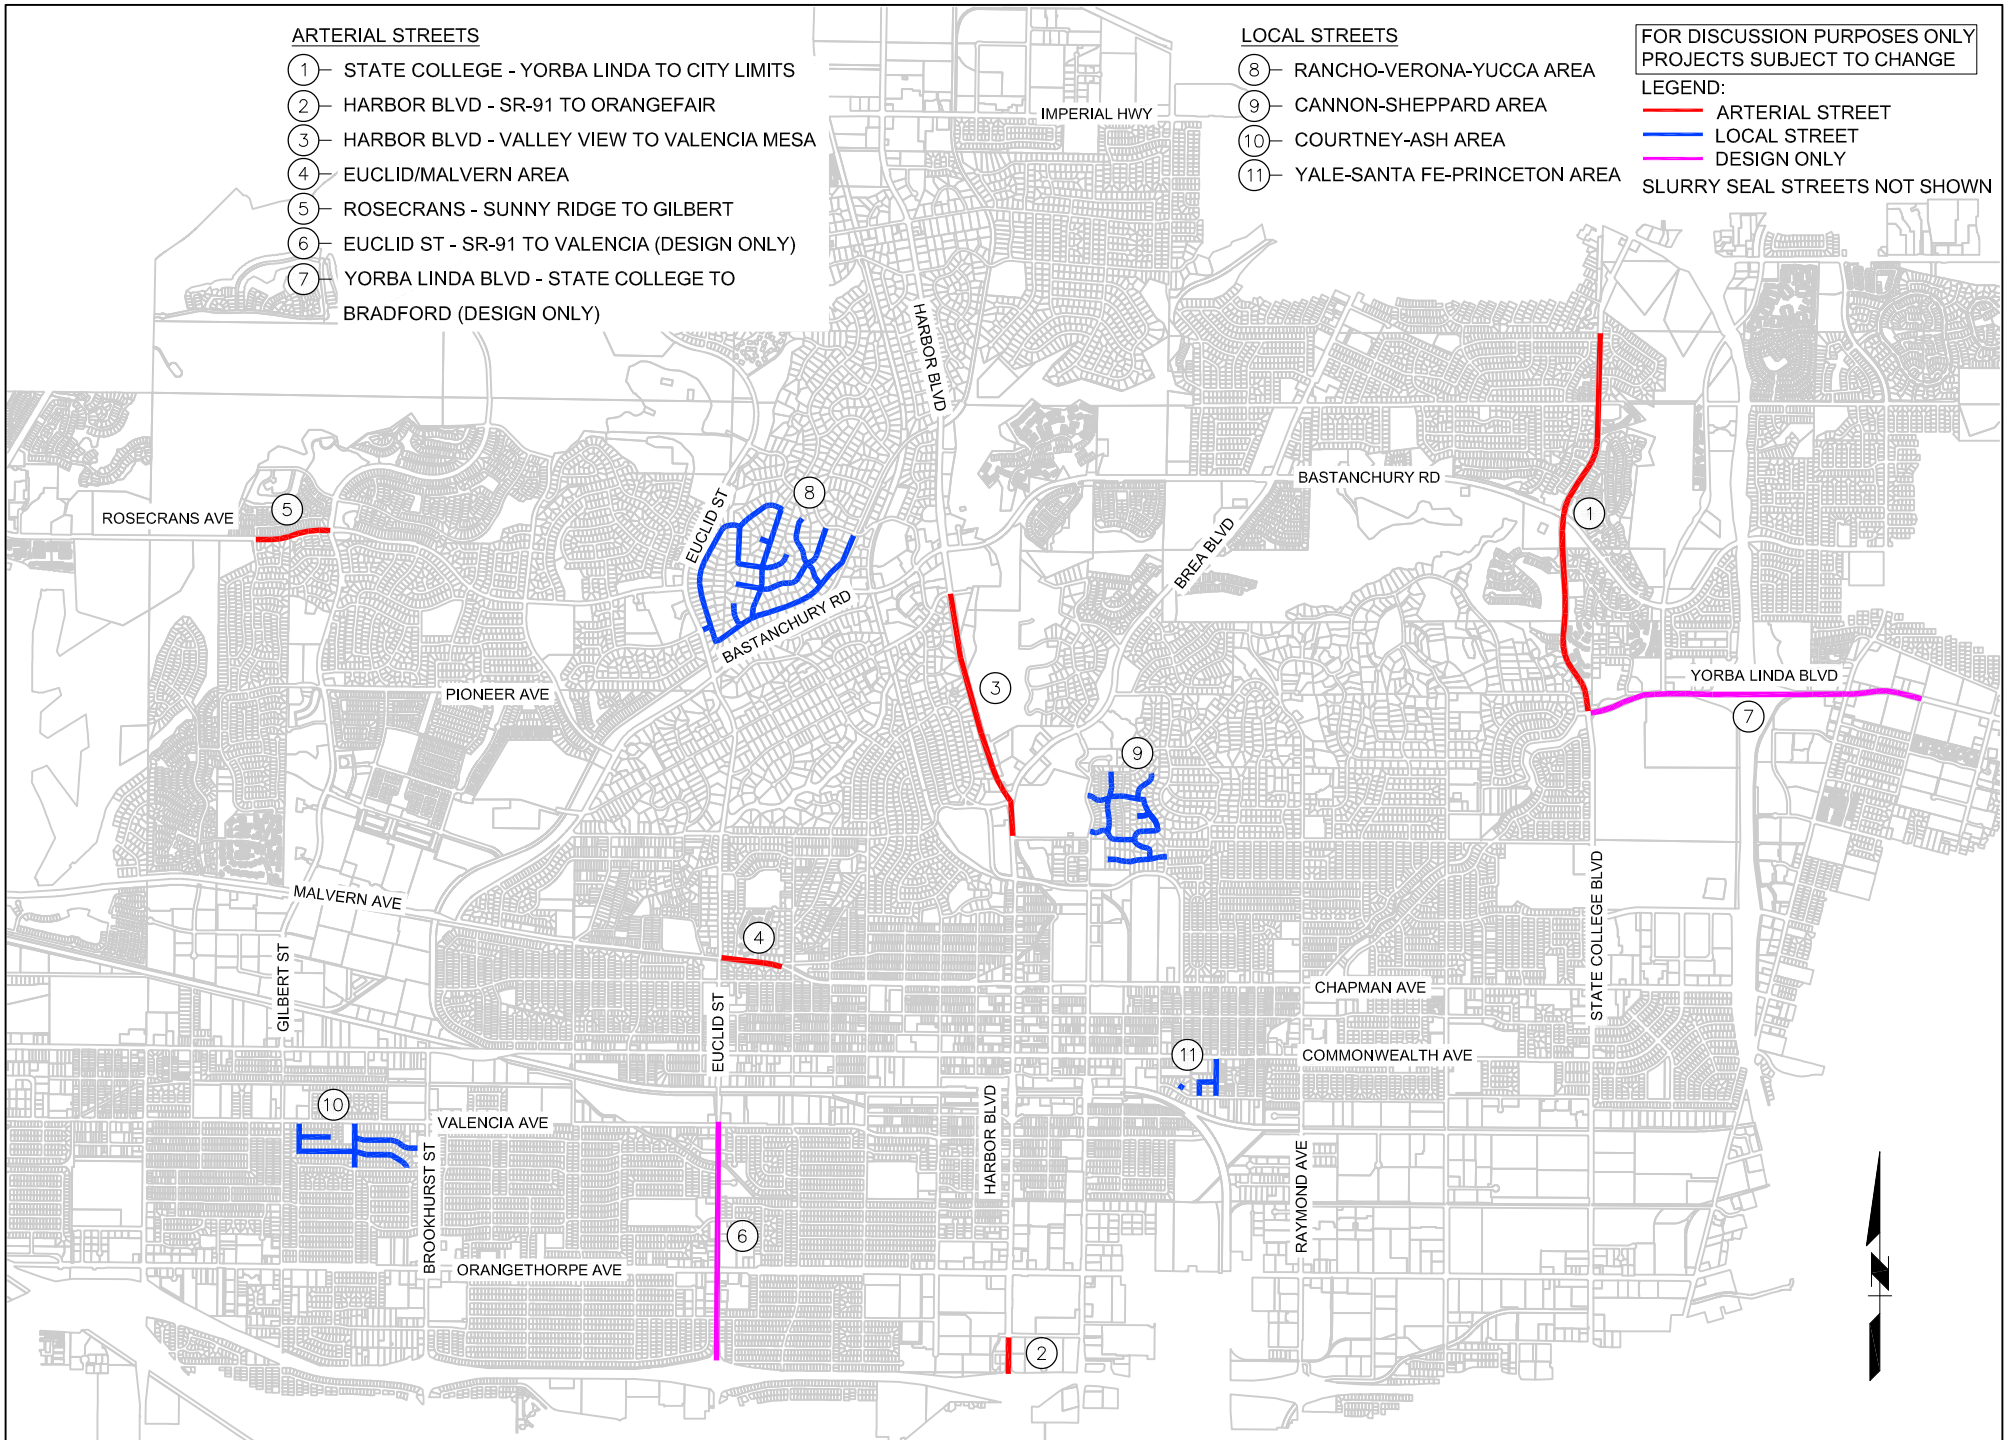 ARTERIAL STREETS
1 STATE COLLEGE - YORBA LINDA TO CITY LIMITS
2 HARBOR BLVD - SR-91 TO ORANGEFAIR
3 HARBOR BLVD - VALLEY VIEW TO VALENCIA MESA
4 EUCLID/MALVERN AREA
5 ROSECRANS - SUNNY RIDGE TO GILBERT
6 EUCLID ST - SR-91 TO VALENCIA (DESIGN ONLY)
7 YORBA LINDA BLVD - STATE COLLEGE TO
BRADFORD (DESIGN ONLY)
LOCAL STREETS
8 RANCHO-VERONA-YUCCA AREA
9 CANNON-SHEPPARD AREA
10 COURTNEY-ASH AREA
11 YALE-SANTA FE-PRINCETON AREA
FOR DISCUSSION PURPOSES ONLY
PROJECTS SUBJECT TO CHANGE
LEGEND:
ARTERIAL STREET
LOCAL STREET
DESIGN ONLY
SLURRY SEAL STREETS NOT SHOWN
IMPERIAL HWY
HARBOR BLVD
BASTANCHURY RD
EUCLID ST
8
5
ROSECRANS AVE
1
BREA BLVD
BASTANCHURY RD
PIONEER AVE
3
YORBA LINDA BLVD
7
9
MALVERN AVE
STATE COLLEGE BLVD
4
GILBERT ST
EUCLID ST
CHAPMAN AVE
11
COMMONWEALTH AVE
10
VALENCIA AVE
HARBOR BLVD
BROOKHURST ST
RAYMOND AVE
6
ORANGETHORPE AVE
2
N